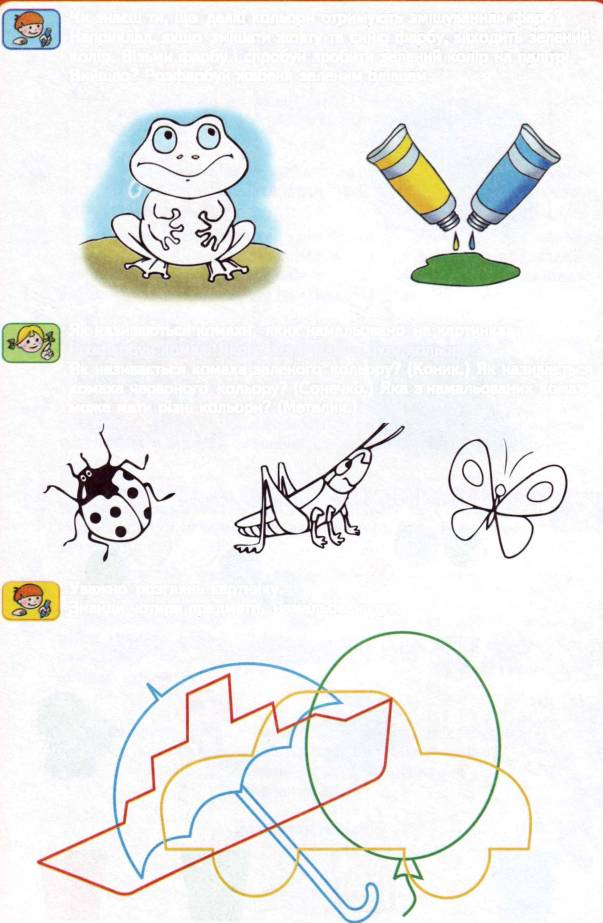 Чи знаєш ти, що деякі кольори отримують змішуванням фарб?
Наприклад, якщо змішати жовту та синю фарбу, виходить зелений
колір. Візьми фарбу і спробуй зробити зелений колір на палітрі.
Вийшло? Розфарбуй жабеня зеленим олівцем.
Як називаються комахи, яких намальовано на картинках?
Як називається комаха зеленого кольору? (Коник.) Як називається
комаха червоного кольору? (Сонечко.) Яка з намальованих комах
може мати різні кольори? (Метелик.)
Уважно розглянь картинку.
Знайди чотири предмети,